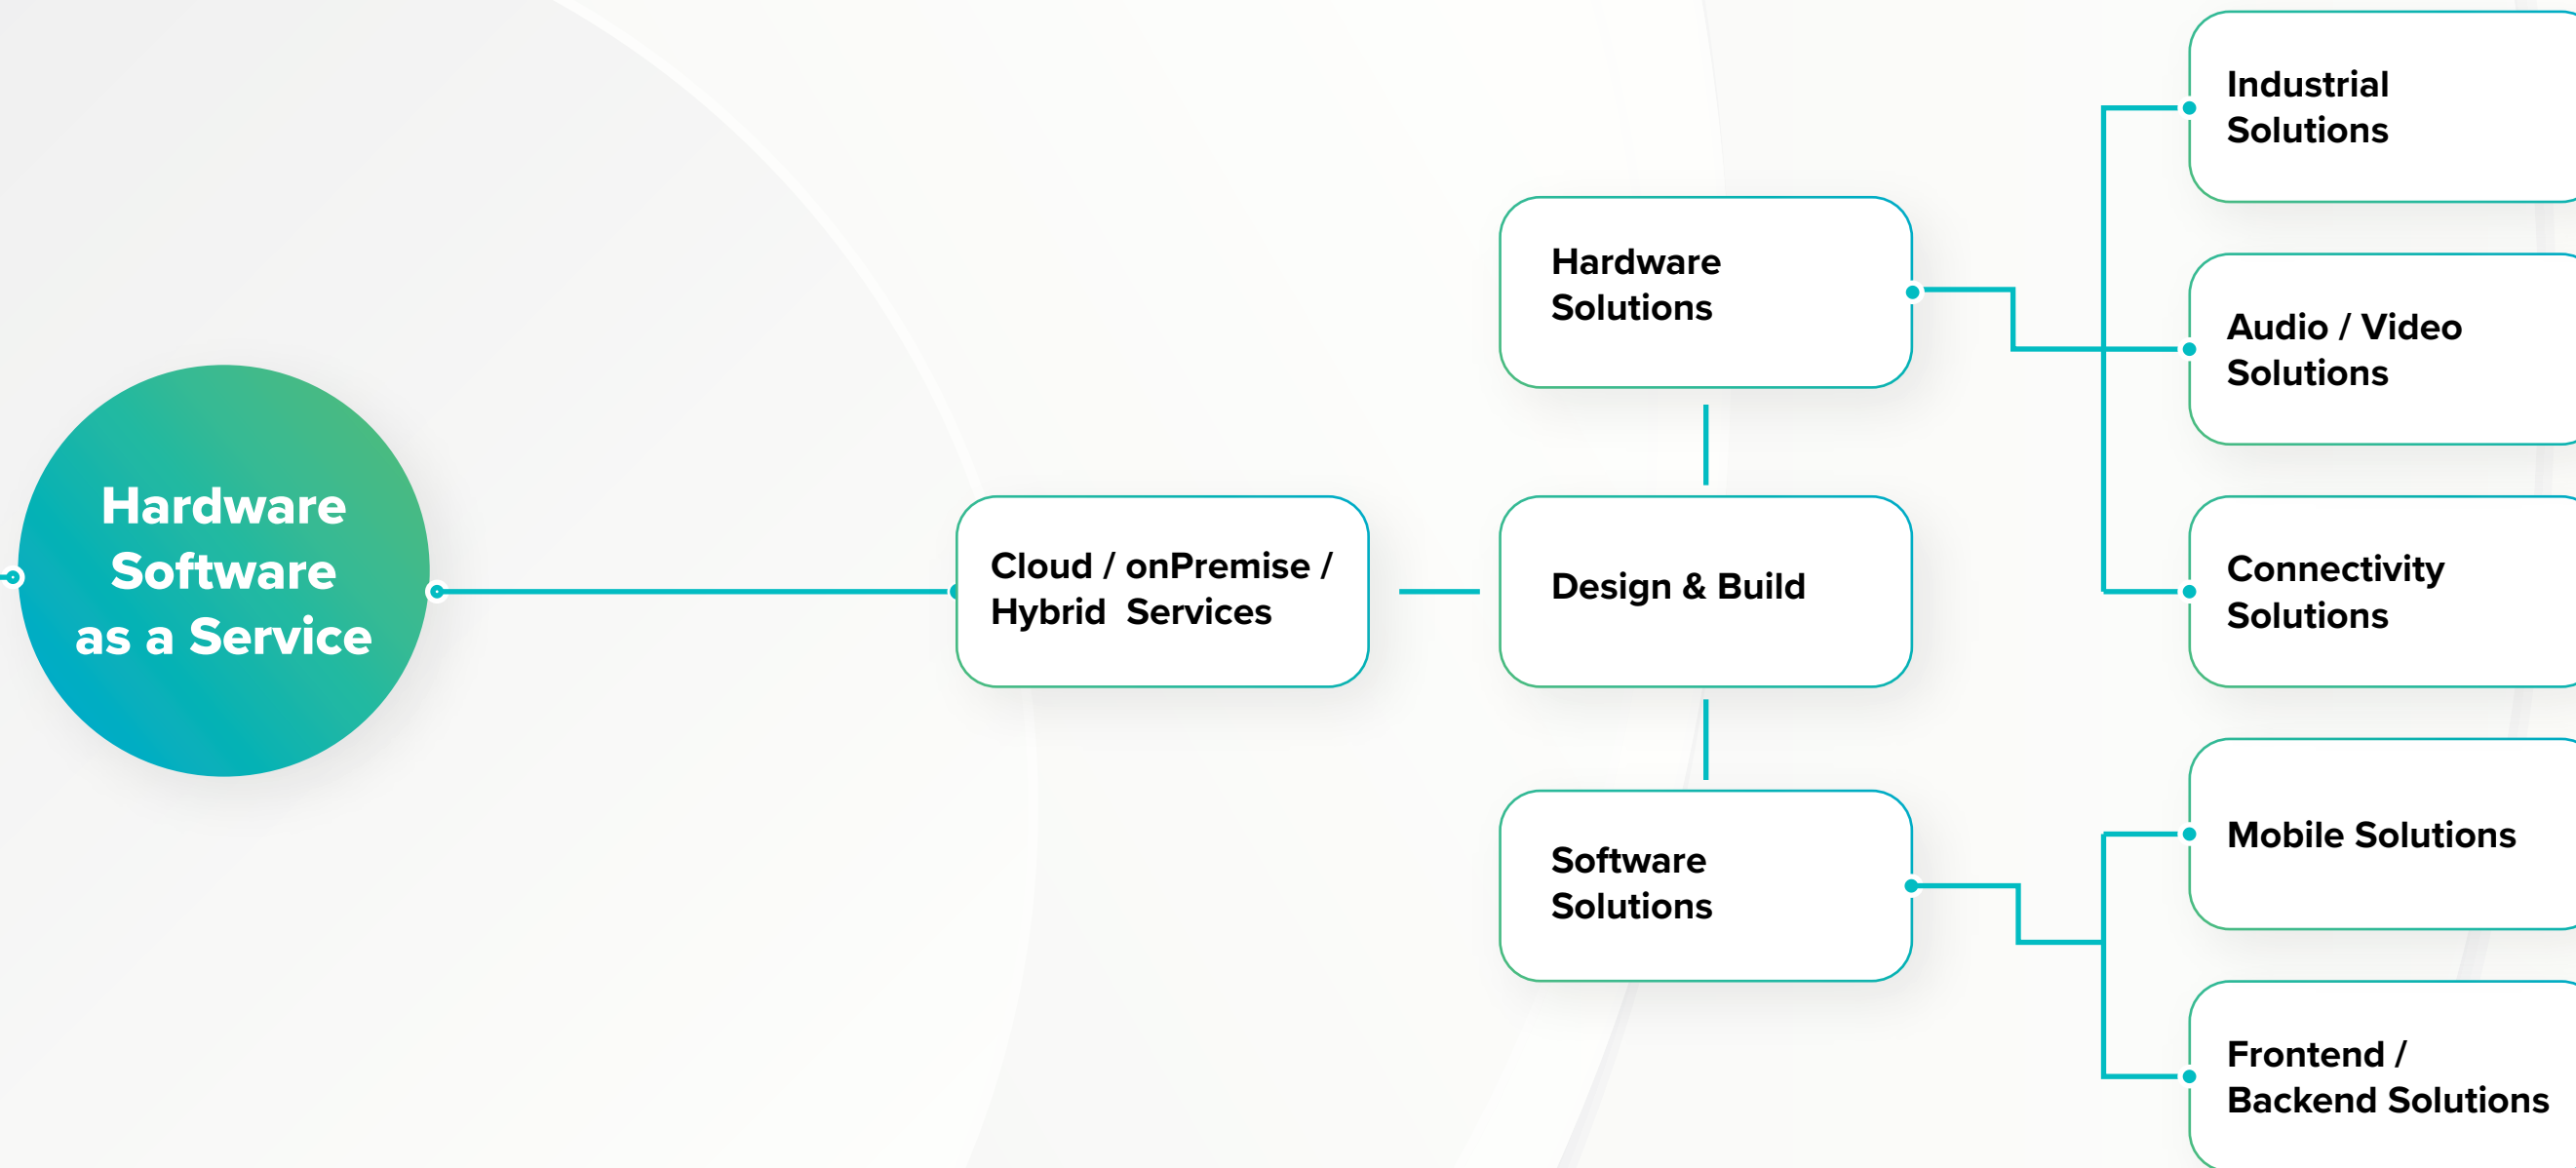 Hardware
Software
as a Service
Cloud / onPremise /
Hybrid  Services
Hardware
Solutions
Design & Build
Software
Solutions
Industrial
Solutions
Audio / Video
Solutions
Connectivity
Solutions
Mobile Solutions
Frontend /
Backend Solutions